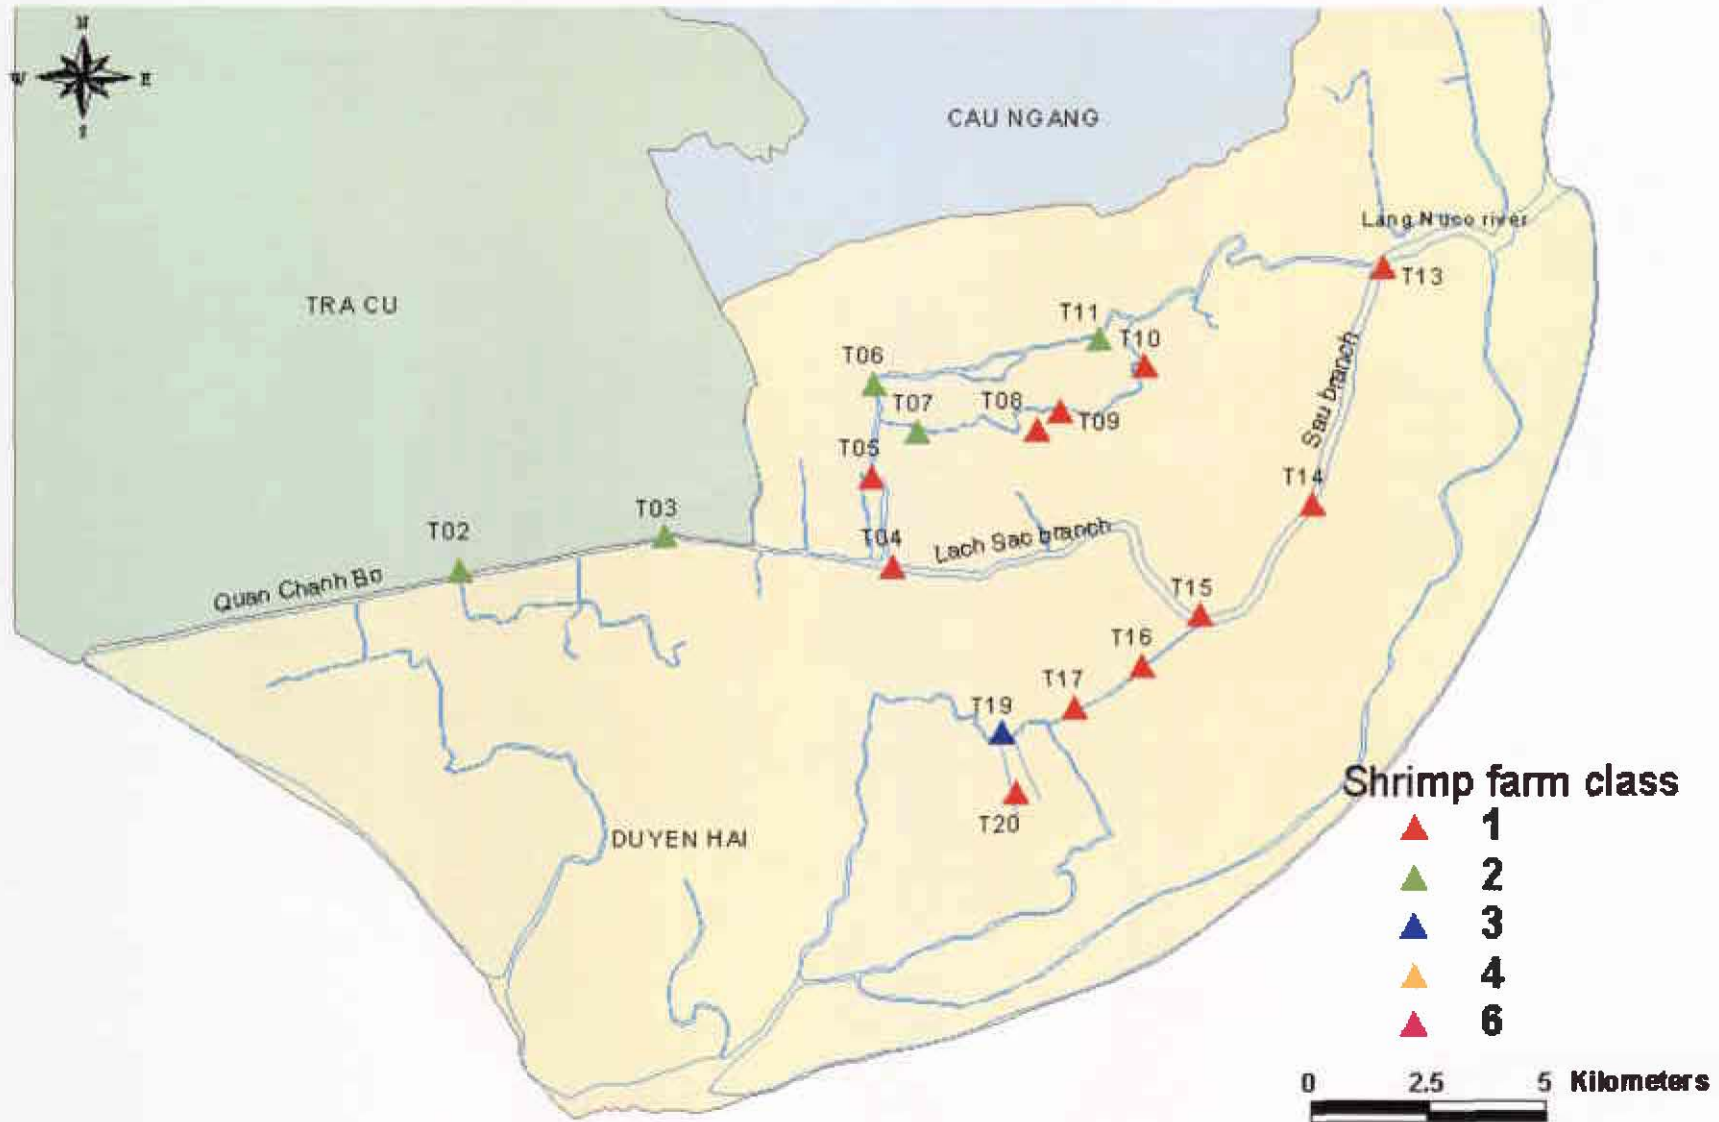 N
W E
S
CAU NGANG
Lang Nuoc river
T13
TRA CU
T11
T10
T06
T07 T08
T09
Sau branch
T05
T14
T03
T02
T04
Lach Sao branch
Quan Chanh Bo
T15
T16
T17
T19
Shrimp farm class
1
T20
DUYEN HAI
2
3
4
6
0 2.5 5 Kilometers